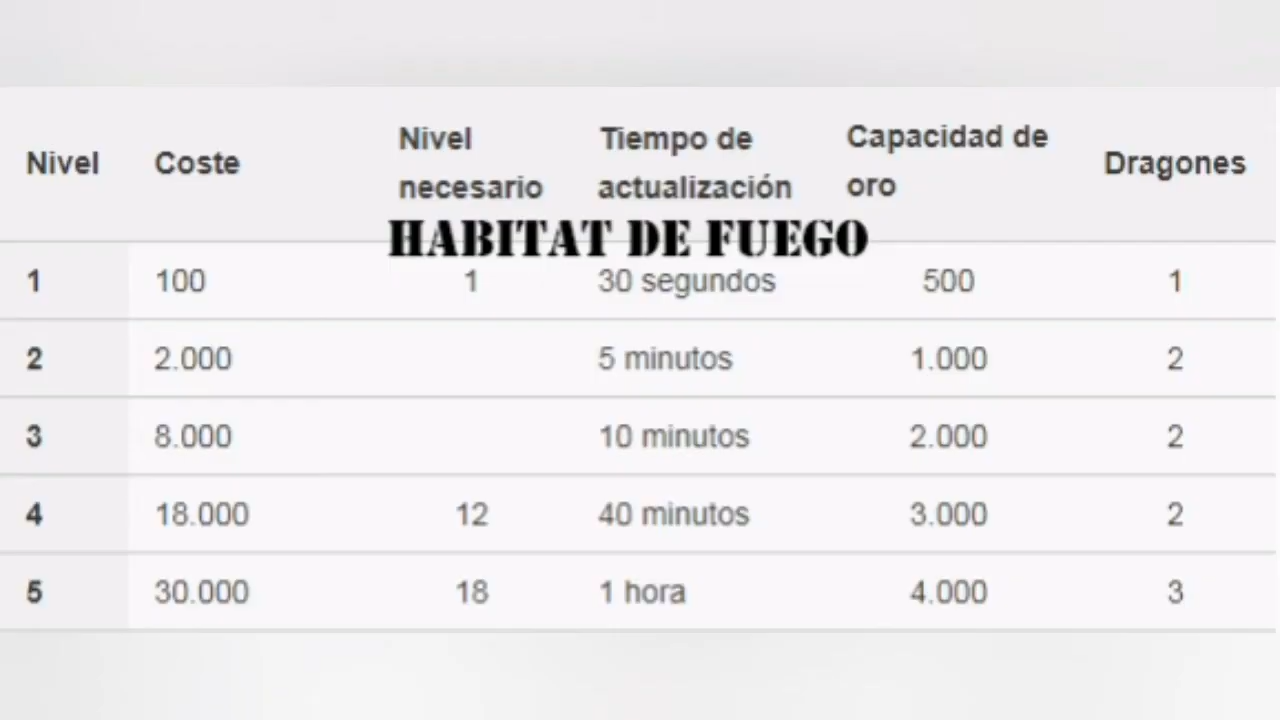 Nivel Coste Nivel necesario Tiempo de actualización Capacidad de oro Dragones
HABITAT DE FUEGO
1 100 1 30 segundos 500 1
2 2.000 5 minutos 1.000 2
3 8.000 10 minutos 2.000 2
4 18.000 12 40 minutos 3.000 2
5 30.000 18 1 hora 4.000 3